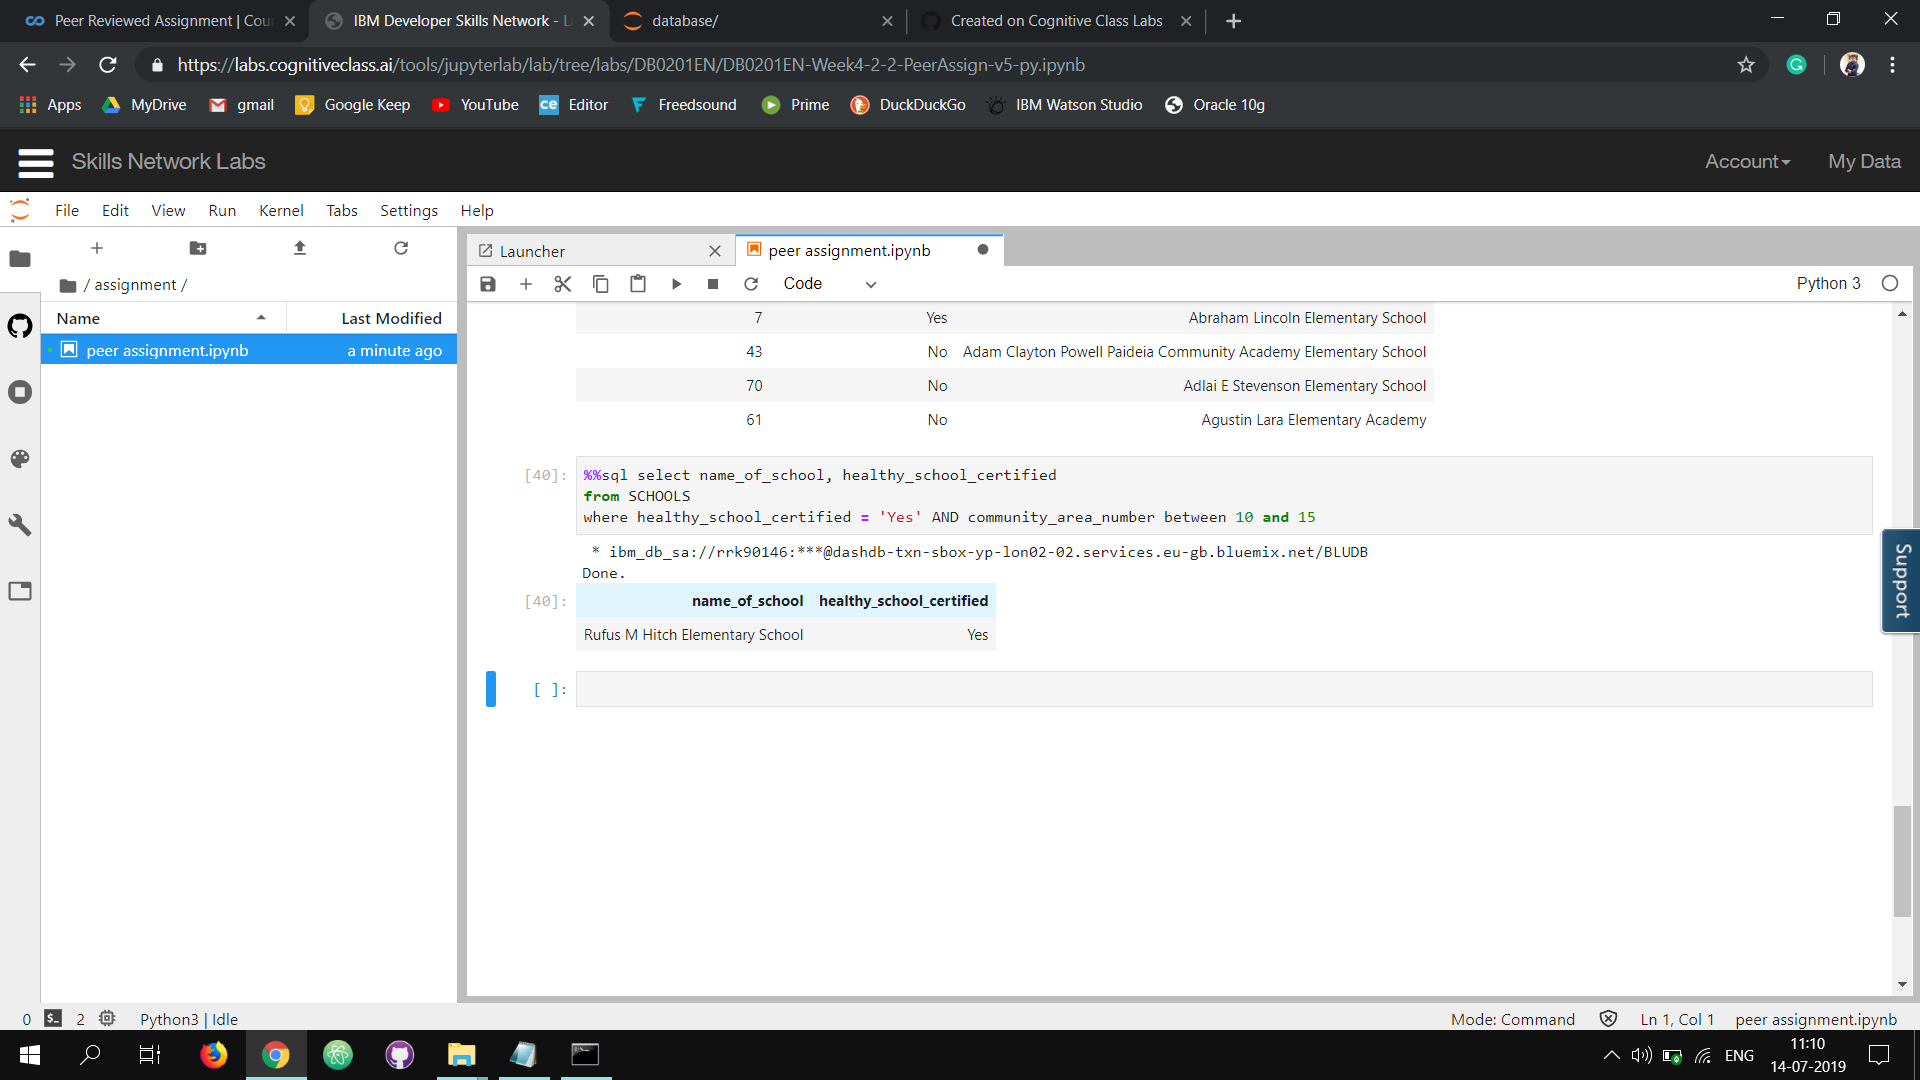 Peer Reviewed Assignment | Cou
IBM Developer Skills Network - L
database/
Created on Cognitive Class Labs
https://labs.cognitiveclass.ai/tools/jupyterlab/lab/tree/labs/DB0201EN/DB0201EN-Week4-2-2-PeerAssign-v5-py.ipynb
Apps MyDrive gmail Google Keep YouTube ce Editor Freedsound Prime DuckDuckGo IBM Watson Studio Oracle 10g
Skills Network Labs
Account
My Data
File Edit View Run Kernel Tabs Settings Help
Launcher
peer assignment.ipynb
/ assignment /
Code
Python 3
Name Last Modified
peer assignment.ipynb a minute ago
7 Yes Abraham Lincoln Elementary School
43 No Adam Clayton Powell Paideia Community Academy Elementary School
70 No Adlai E Stevenson Elementary School
61 No Agustin Lara Elementary Academy
[40]: %%sql select name_of_school, healthy_school_certified
from SCHOOLS
where healthy_school_certified = 'Yes' AND community_area_number between 10 and 15
* ibm_db_sa://rrk90146:***@dashdb-txn-sbox-yp-lon02-02.services.eu-gb.bluemix.net/BLUDB
Done.
[40]: name_of_school healthy_school_certified
Rufus M Hitch Elementary School Yes
[ ]:
Support
0 $_ 2 Python3 | Idle
Mode: Command Ln 1, Col 1 peer assignment.ipynb
ENG
11:10
14-07-2019